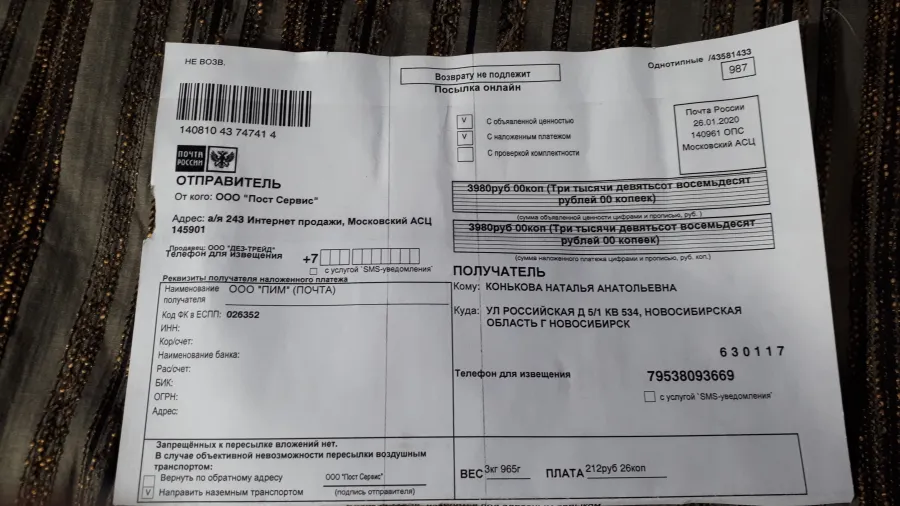 НЕ ВОЗВ.
Возврату не подлежит
Посылка онлайн
Однотипные /43581433
987
140810 43 74741 4
V С объявленной ценностью
V С наложенным платежом
С проверкой комплектности
Почта России
26.01.2020
140961 ОПС
Московский АСЦ
ПОЧТА
РОССИИ
ОТПРАВИТЕЛЬ
От кого: ООО "Пост Сервис"
Адрес: а/я 243 Интернет продажи, Московский АСЦ
145901
Продавец: ООО "ДЕЗ-ТРЕЙД"
Телефон для извещения +7
с услугой `SMS-уведомления'
3980руб 00коп (Три тысячи девятьсот восемьдесят
рублей 00 копеек)
(сумма объявленной ценности цифрами и прописью, руб. )
3980руб 00коп (Три тысячи девятьсот восемьдесят
рублей 00 копеек)
(сумма наложенного платежа цифрами и прописью, руб. коп.)
Реквизиты получателя наложенного платежа
Наименование получателя ООО "ПИМ" (ПОЧТА)
Код ФК в ЕСПП: 026352
ИНН:
Кор/счет:
Наименование банка:
Рас/счет:
БИК:
ОГРН:
Адрес:
ПОЛУЧАТЕЛЬ
Кому: КОНЬКОВА НАТАЛЬЯ АНАТОЛЬЕВНА
Куда: УЛ РОССИЙСКАЯ Д 5/1 КВ 534, НОВОСИБИРСКАЯ
ОБЛАСТЬ Г НОВОСИБИРСК
630117
Телефон для извещения 79538093669
с услугой `SMS-уведомления'
Запрещённых к пересылке вложений нет.
В случае объективной невозможности пересылки воздушным
транспортом:
Вернуть по обратному адресу ООО "Пост Сервис"
V Направить наземным транспортом (подпись отправителя)
ВЕС 3кг 965г ПЛАТА 212руб 26коп